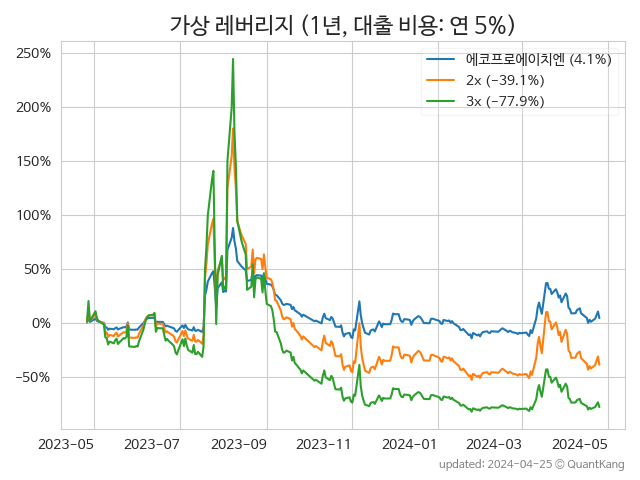 가상 레버리지 (1년, 대출 비용: 연 5%)
에코프로에이치엔 (4.1%)
2x (−39.1%)
3x (−77.9%)
250%
200%
150%
100%
50%
0%
−50%
2023-05 2023-07 2023-09 2023-11 2024-01 2024-03 2024-05
updated: 2024-04-25 © QuantKang